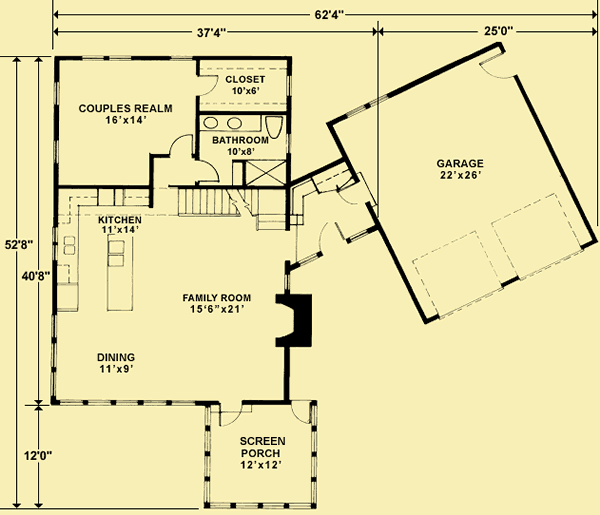 62'4"
37'4"
25'0"
CLOSET
10'x6'
COUPLES REALM
16'x14'
BATHROOM
10'x8'
GARAGE
22'x26'
KITCHEN
11'x14'
52'8"
40'8"
FAMILY ROOM
15'6"x21'
DINING
11'x9'
SCREEN
PORCH
12'x12'
12'0"